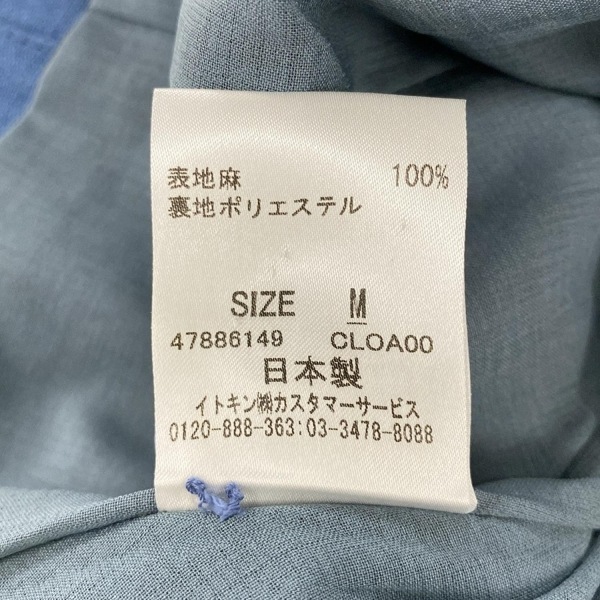 表地麻 100%
裏地ポリエステル
SIZE M
47886149 CLOA00
日本製
イトキン㈱カスタマーサービス
0120-888-363:03-3478-8088